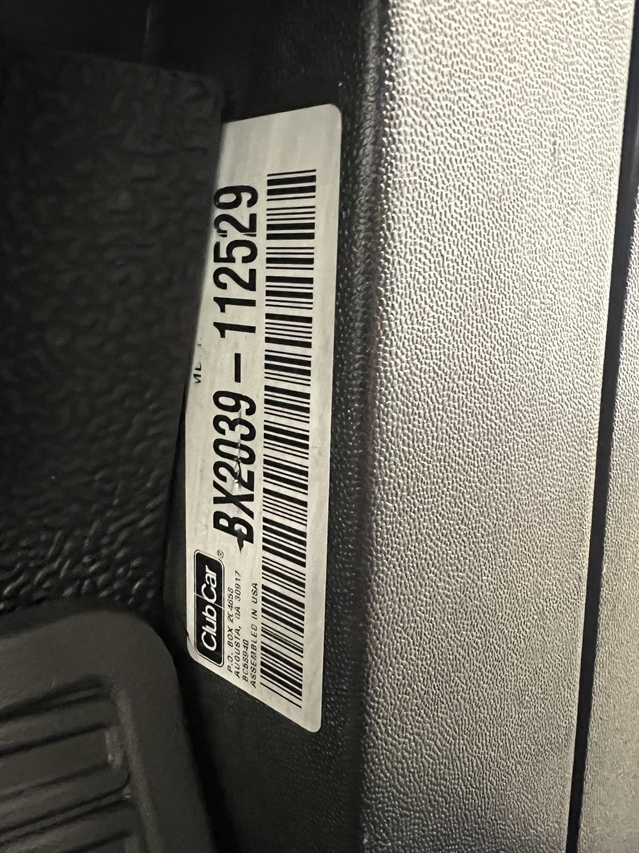 BX2039-112529
Club Car®
P.O. BOX 204658
AUGUSTA, GA 30917
ASSEMBLED IN USA